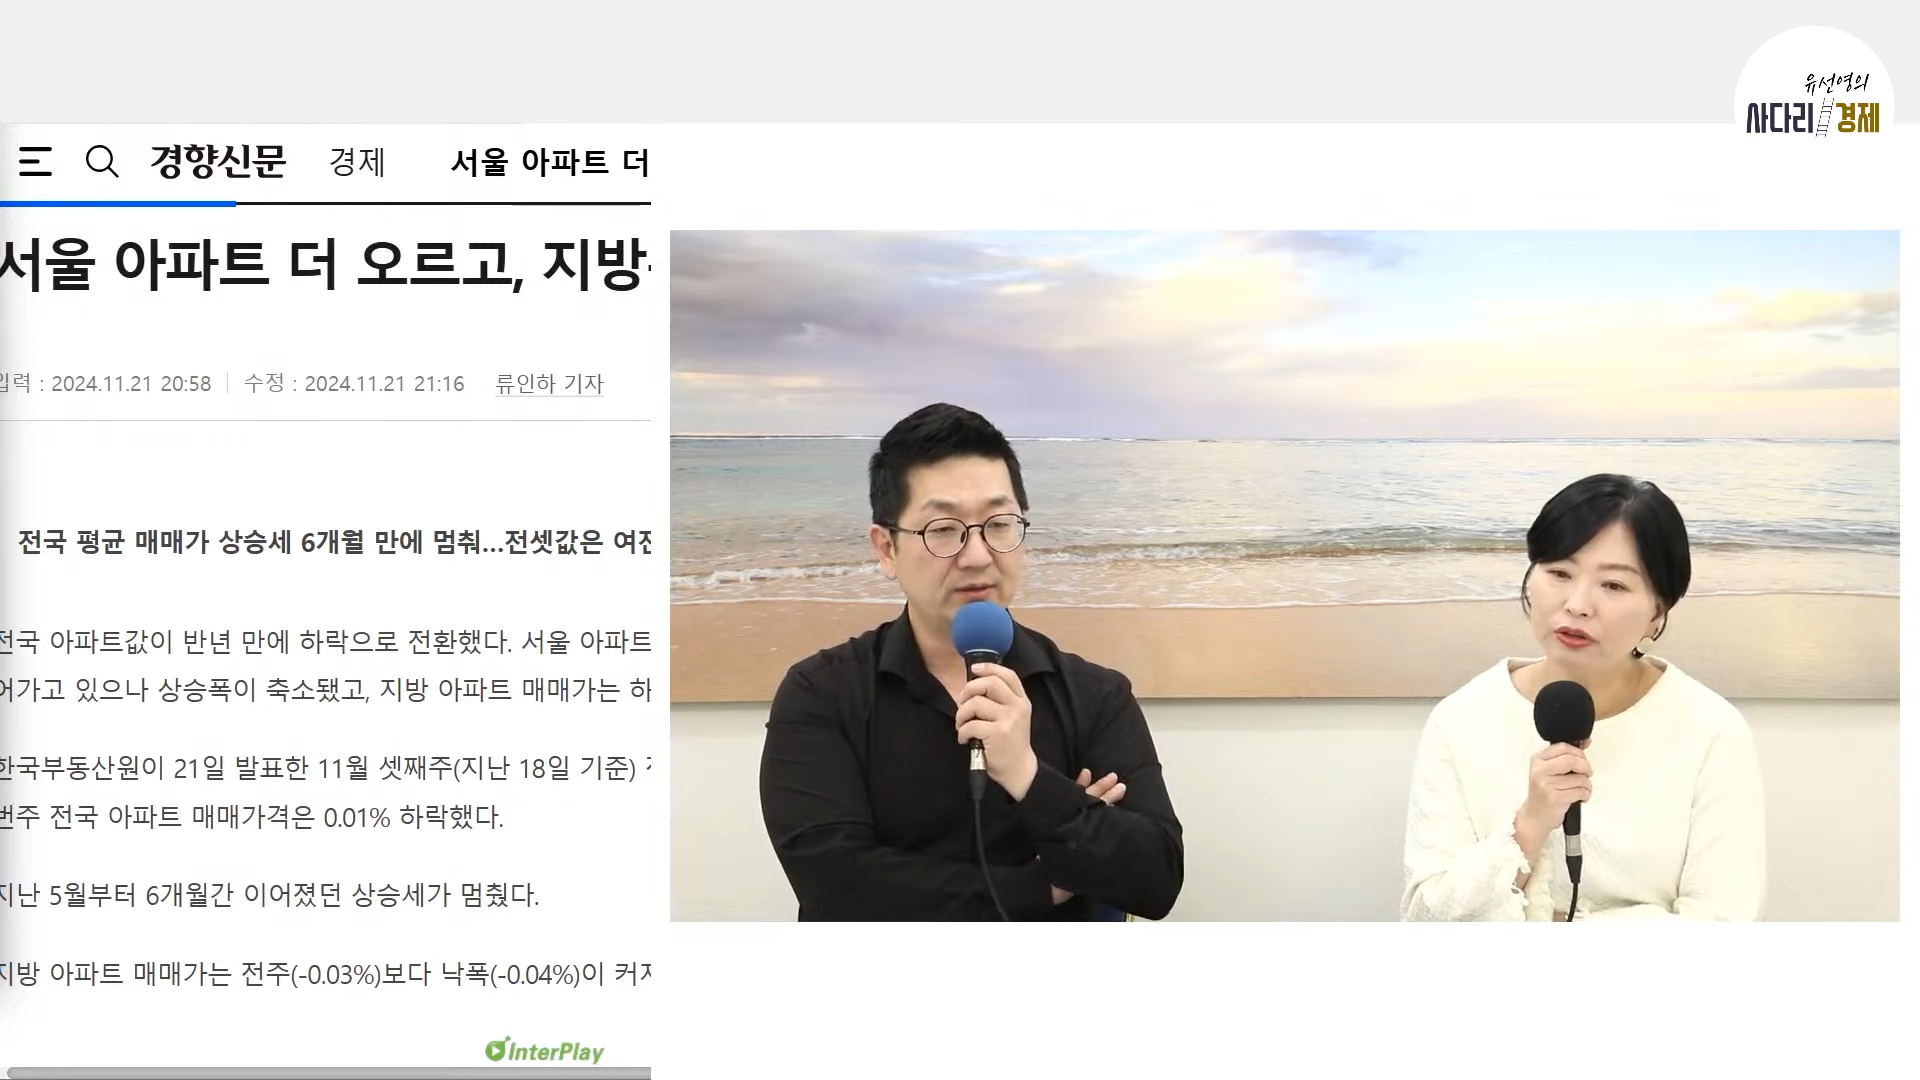 유선영의
사다리 경제
경향신문 경제 서울 아파트 더
서울 아파트 더 오르고, 지방
입력 : 2024.11.21 20:58 수정 : 2024.11.21 21:16 류인하 기자
전국 평균 매매가 상승세 6개월 만에 멈춰…전셋값은
전국 아파트값이 반년 만에 하락으로 전환했다. 서울 아파트
있으나 상승폭이 축소됐고, 지방 아파트 매매가는
한국부동산원이 21일 발표한 11월 셋째주(지난 18일 기준)
번주 전국 아파트 매매가격은 0.01% 하락했다.
지난 5월부터 6개월간 이어졌던 상승세가 멈췄다.
지방 아파트 매매가는 전주(-0.03%)보다 낙폭(-0.04%)이
InterPlay